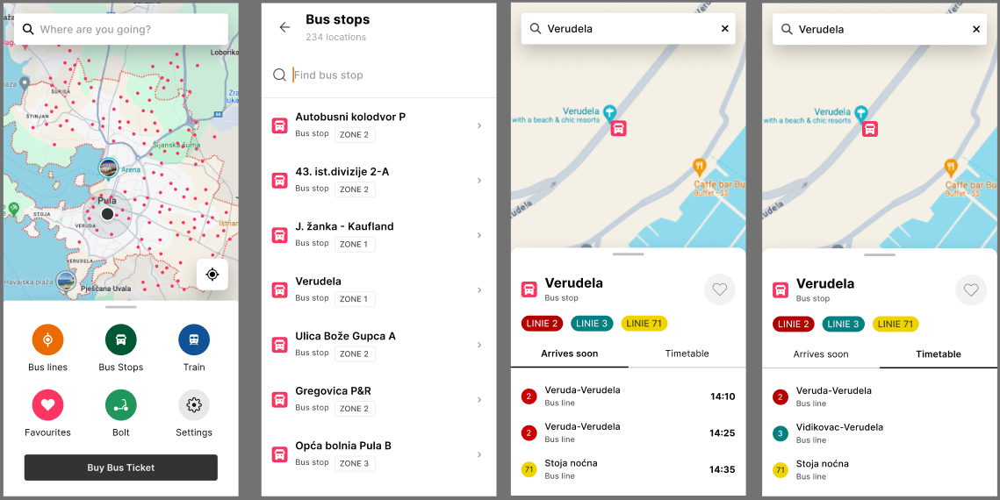 Where are you going?
Loborika
ŠURIDA
ŠTINJAN
Šijanska šuma
66
Arena
Pula
STOJA
VERUDA
VERUDELA
Havajska plaža
Pješčana Uvala
Bus lines
Bus Stops
Train
Favourites
Bolt
Settings
Buy Bus Ticket
Bus stops
234 locations
Find bus stop
Autobusni kolodvor P
Bus stop ZONE 2
43. ist.divizije 2-A
Bus stop ZONE 2
J. žanka - Kaufland
Bus stop ZONE 1
Verudela
Bus stop ZONE 1
Ulica Bože Gupca A
Bus stop ZONE 2
Gregovica P&R
Bus stop ZONE 2
Opća bolnia Pula B
Bus stop ZONE 3
Verudela
Verudela
with a beach & chic resorts
Caffe bar Bu
Buffet - $$
Verudela
Bus stop
LINIE 2 LINIE 3 LINIE 71
Arrives soon Timetable
2 Veruda-Verudela
Bus line
14:10
2 Veruda-Verudela
Bus line
14:25
71 Stoja noćna
Bus line
14:35
Verudela
Verudela
with a beach & chic resorts
Caffe bar Bu
Buffet - $$
Verudela
Bus stop
LINIE 2 LINIE 3 LINIE 71
Arrives soon Timetable
2 Veruda-Verudela
Bus line
3 Vidikovac-Verudela
Bus line
71 Stoja noćna
Bus line